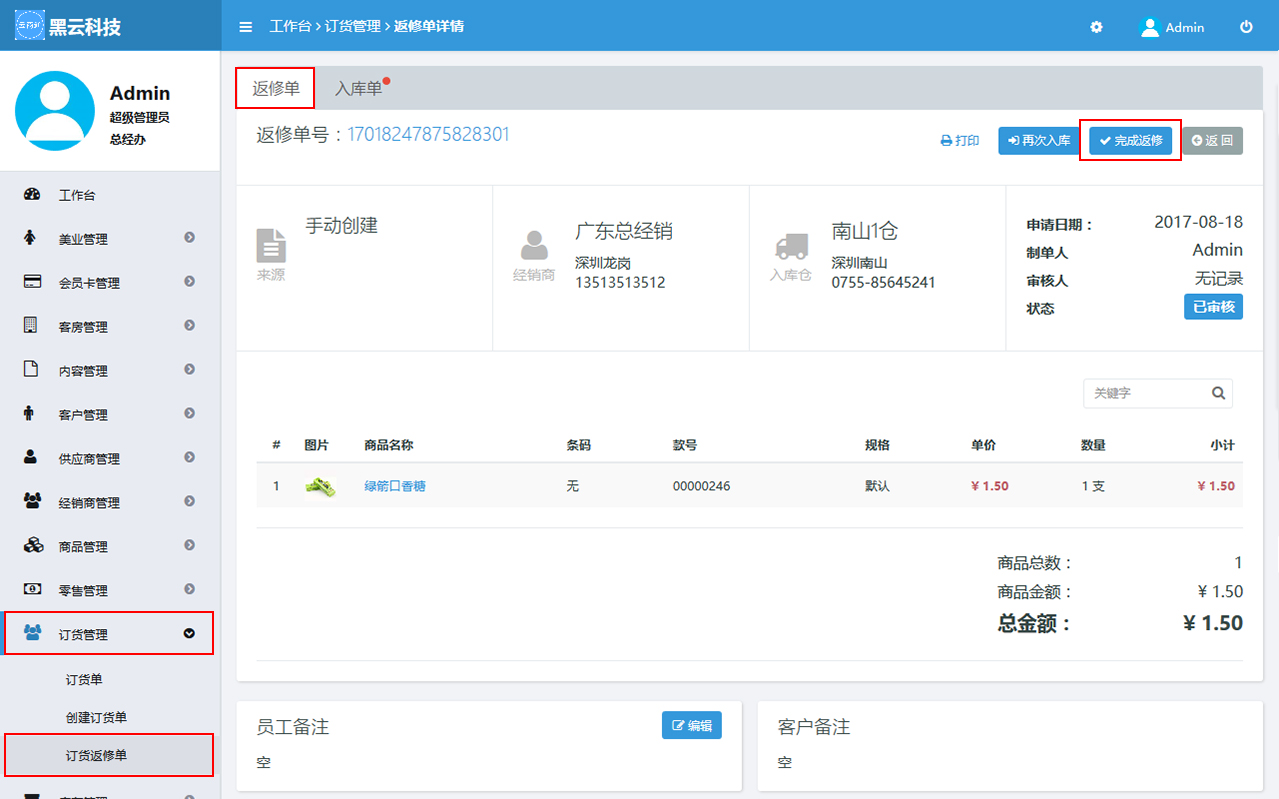 黑云科技
工作台 › 订货管理 › 返修单详情
Admin
Admin
超级管理员
总经办
工作台
美业管理
会员卡管理
客房管理
内容管理
客户管理
供应商管理
经销商管理
商品管理
零售管理
订货管理
订货单
创建订货单
订货返修单
返修单 入库单
返修单号：17018247875828301
打印 再次入库 完成返修 返 回
手动创建
来源
广东总经销
深圳龙岗
13513513512
经销商
南山1仓
深圳南山
0755-85645241
入库仓
申请日期： 2017-08-18
制单人 Admin
审核人 无记录
状态 已审核
关键字
# 图片 商品名称 条码 款号 规格 单价 数量 小计
1 绿箭口香糖 无 00000246 默认 ¥ 1.50 1 支 ¥ 1.50
商品总数： 1
商品金额： ¥ 1.50
总金额： ¥ 1.50
员工备注 编辑
空
客户备注
空